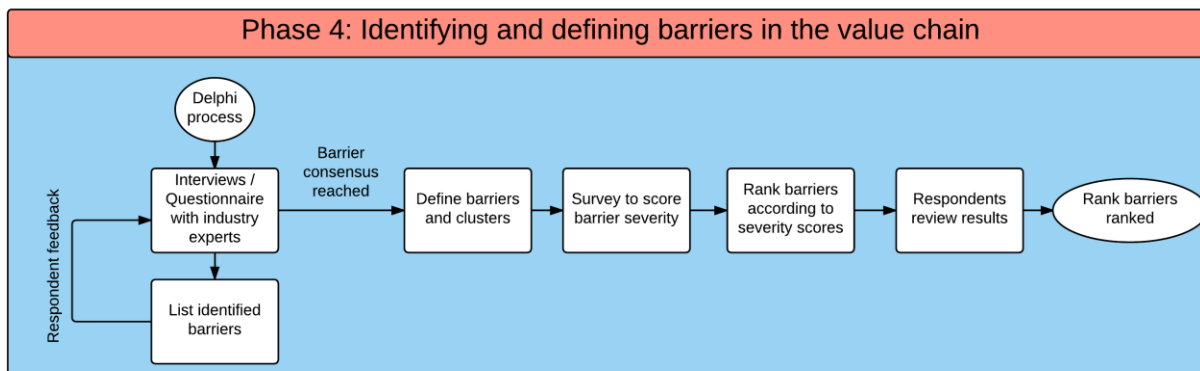 Phase 4: Identifying and defining barriers in the value chain
Delphi
process
Interviews /
Questionnaire
with industry
experts
Barrier
consensus
reached
Define barriers
and clusters
Survey to score
barrier severity
Rank barriers
according to
severity scores
Respondents
review results
Rank barriers
ranked
Respondent feedback
List identified
barriers